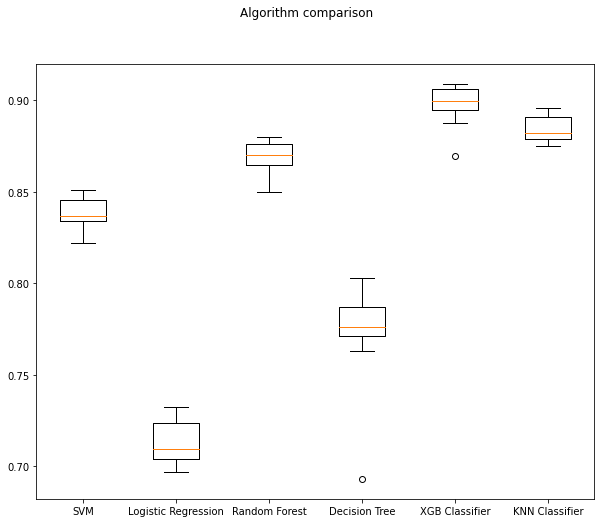 Algorithm comparison
0.90
0.85
0.80
0.75
0.70
SVM Logistic Regression Random Forest Decision Tree XGB Classifier KNN Classifier